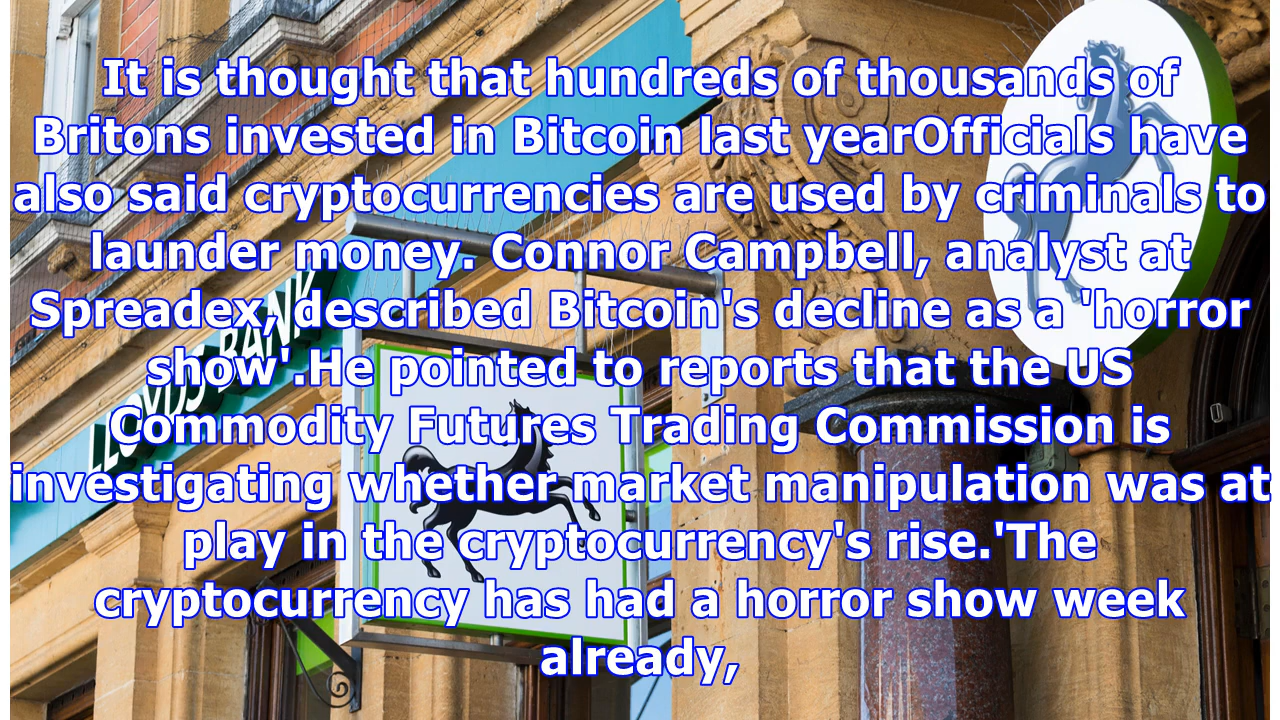 It is thought that hundreds of thousands of
Britons invested in Bitcoin last yearOfficials have
also said cryptocurrencies are used by criminals to
launder money. Connor Campbell, analyst at
Spreadex, described Bitcoin's decline as a 'horror
show'.He pointed to reports that the US
Commodity Futures Trading Commission is
investigating whether market manipulation was at
play in the cryptocurrency's rise.'The
cryptocurrency has had a horror show week
already,
LLOYDS BANK